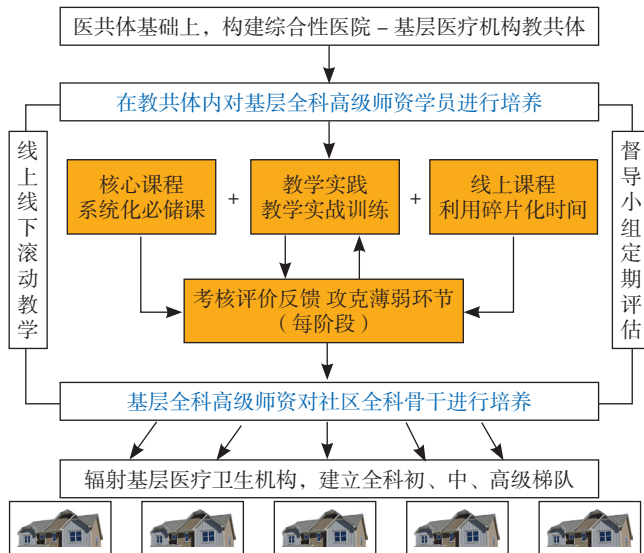 医共体基础上，构建综合性医院 – 基层医疗机构教共体
在教共体内对基层全科高级师资学员进行培养
线上线下滚动教学
核心课程
系统化必储课
+
教学实践
教学实战训练
+
线上课程
利用碎片化时间
督导小组定期评估
考核评价反馈 攻克薄弱环节
（每阶段）
基层全科高级师资对社区全科骨干进行培养
辐射基层医疗卫生机构，建立全科初、中、高级梯队